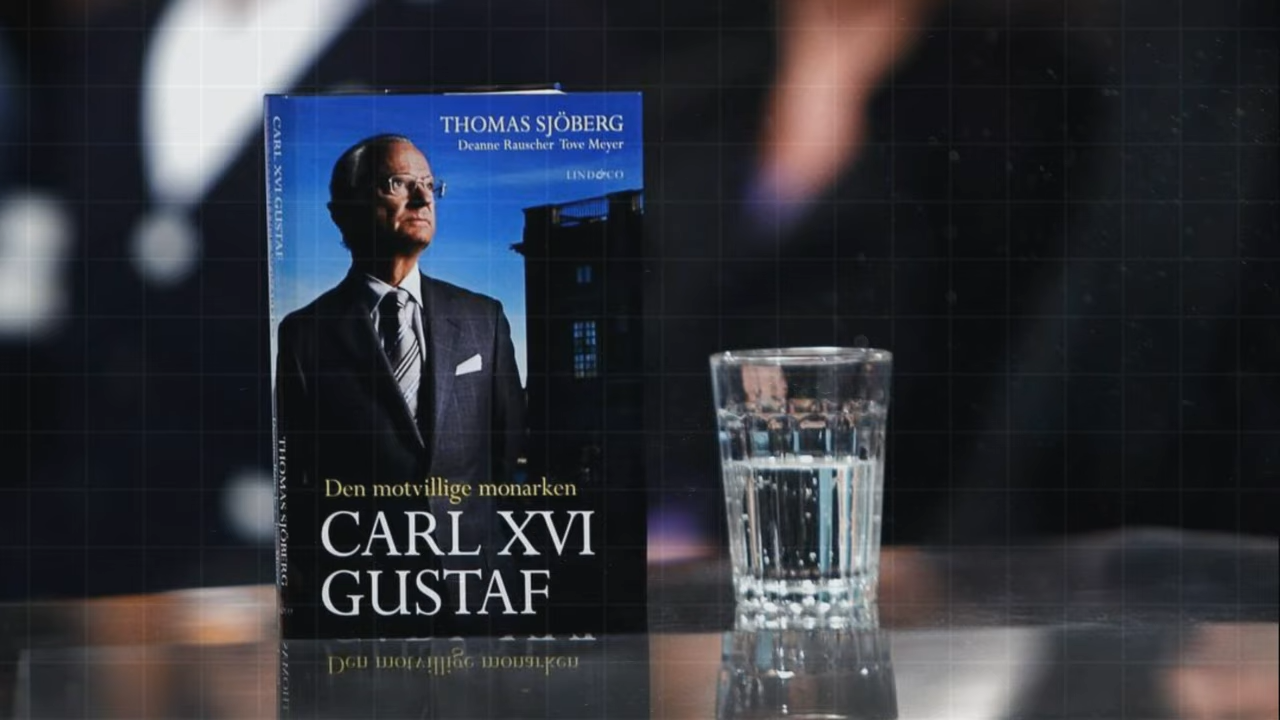 THOMAS SJÖBERG
Deanne Rauscher Tove Meyer
LIND&CO
CARL XVI GUSTAF
THOMAS SJÖBERG
Den motvillige monarken
CARL XVI
GUSTAF
Den motvillige monarken